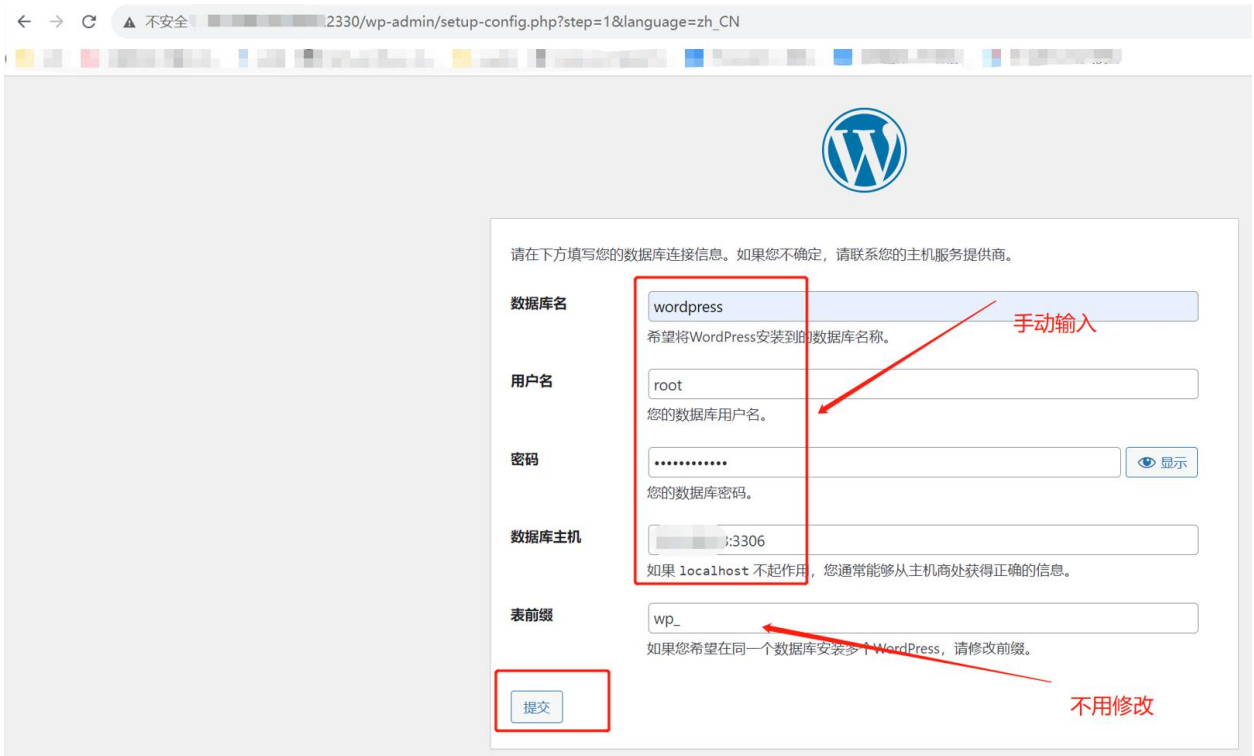 不安全 2330/wp-admin/setup-config.php?step=1&language=zh_CN
请在下方填写您的数据库连接信息。如果您不确定，请联系您的主机服务提供商。
数据库名
wordpress
手动输入
希望将WordPress安装到的数据库名称。
用户名
root
您的数据库用户名。
密码
••••••••••••
显示
您的数据库密码。
数据库主机
:3306
如果 localhost 不起作用，您通常能够从主机商处获得正确的信息。
表前缀
wp_
如果您希望在同一个数据库安装多个WordPress，请修改前缀。
不用修改
提交